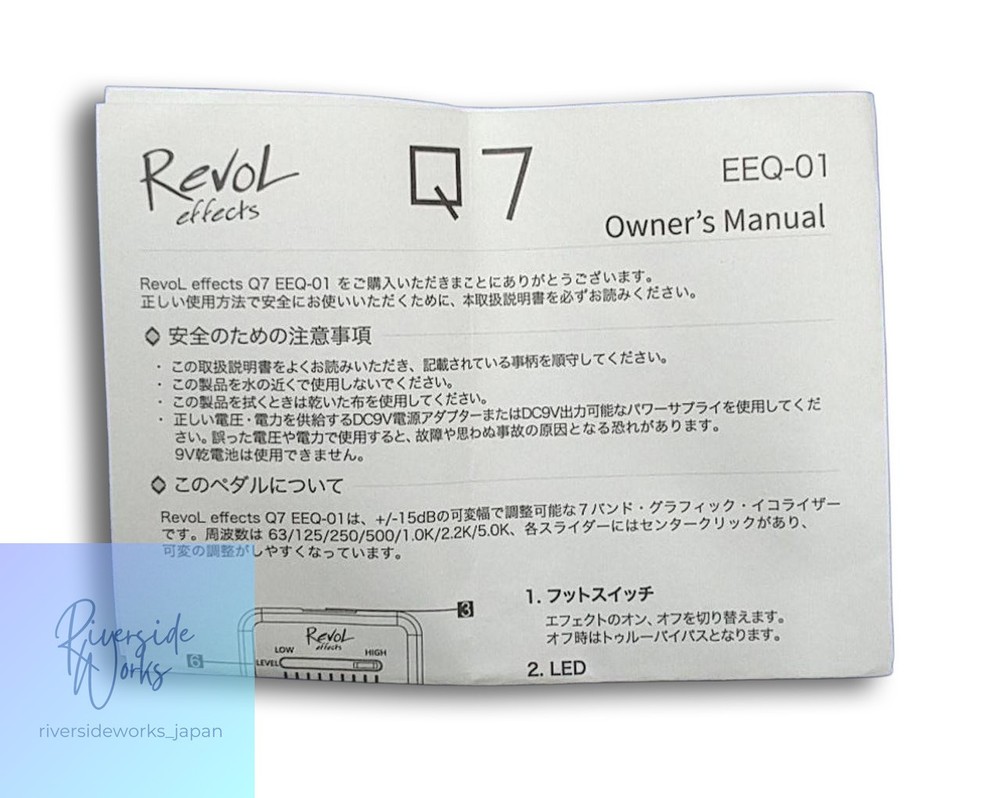 RevoL effects
Q7
EEQ-01
Owner's Manual
RevoL effects Q7 EEQ-01 をご購入いただきまことにありがとうございます。
正しい使用方法で安全にお使いいただくために、本取扱説明書を必ずお読みください。
安全のための注意事項
・ この取扱説明書をよくお読みいただき、記載されている事柄を順守してください。
・ この製品を水の近くで使用しないでください。
・ この製品を拭くときは乾いた布を使用してください。
・ 正しい電圧・電力を供給するDC9V電源アダプターまたはDC9V出力可能なパワーサプライを使用してくだ
さい。誤った電圧や電力で使用すると、故障や思わぬ事故の原因となる恐れがあります。
9V乾電池は使用できません。
このペダルについて
RevoL effects Q7 EEQ-01は、+/-15dBの可変幅で調整可能な7バンド・グラフィック・イコライザー
です。周波数は 63/125/250/500/1.0K/2.2K/5.0K、各スライダーにはセンタークリックがあり、
可変の調整がしやすくなっています。
3
RevoL
effects
LOW HIGH
LEVEL
6
1. フットスイッチ
エフェクトのオン、オフを切り替えます。
オフ時はトゥルーバイパスとなります。
2. LED
Riverside
Works
riversideworks_japan